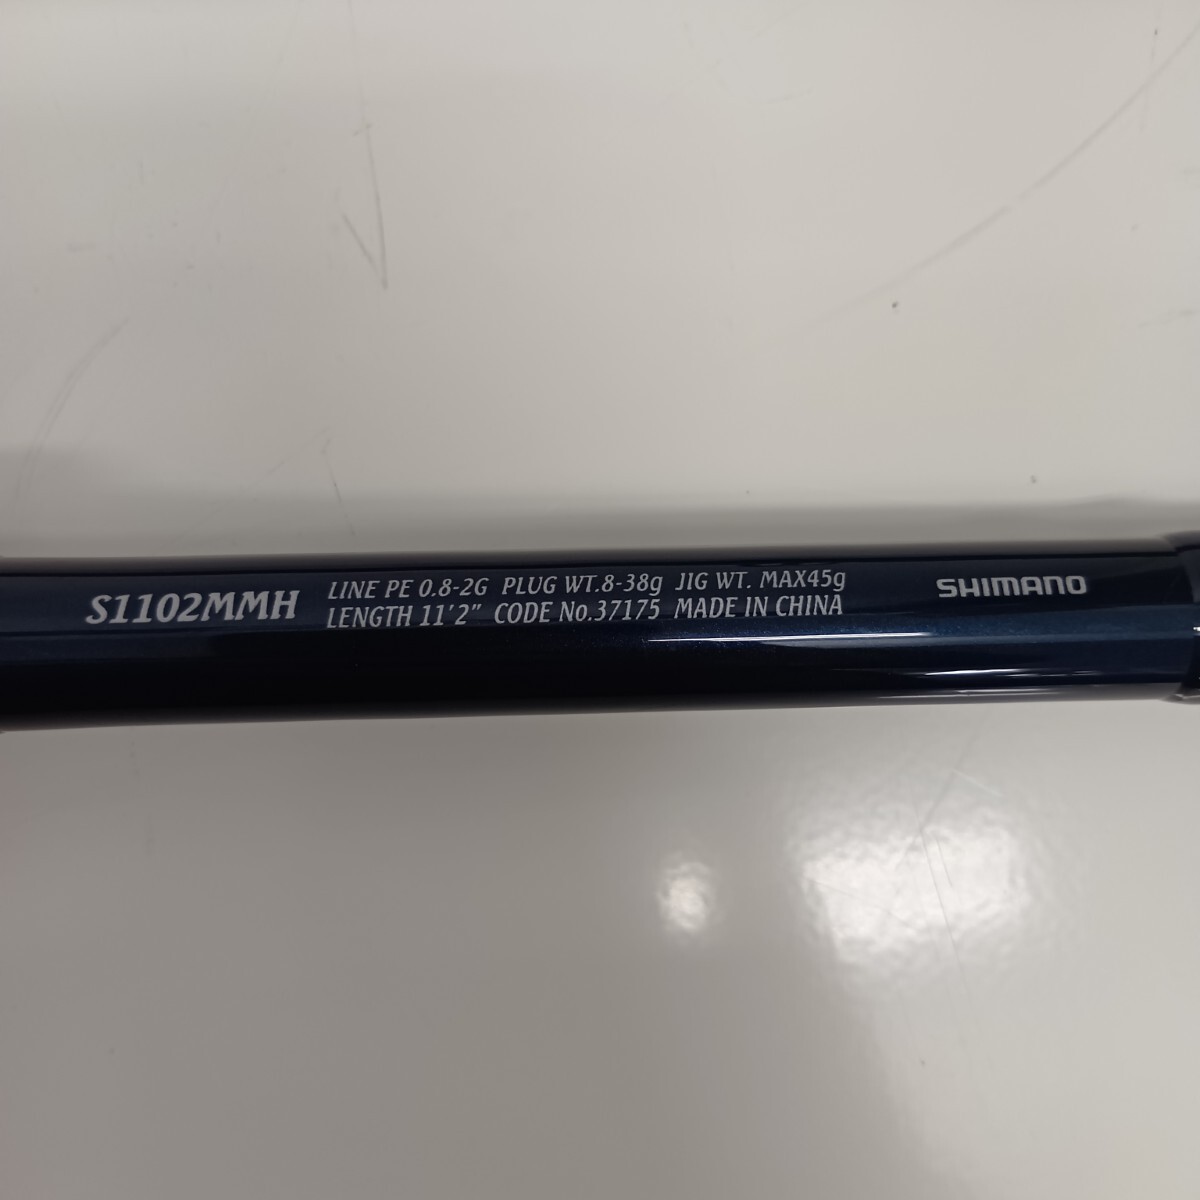 S1102MMH
LINE PE 0.8-2G PLUG WT.8-38g JIG WT. MAX45g
LENGTH 11'2" CODE No.37175 MADE IN CHINA
SHIMANO